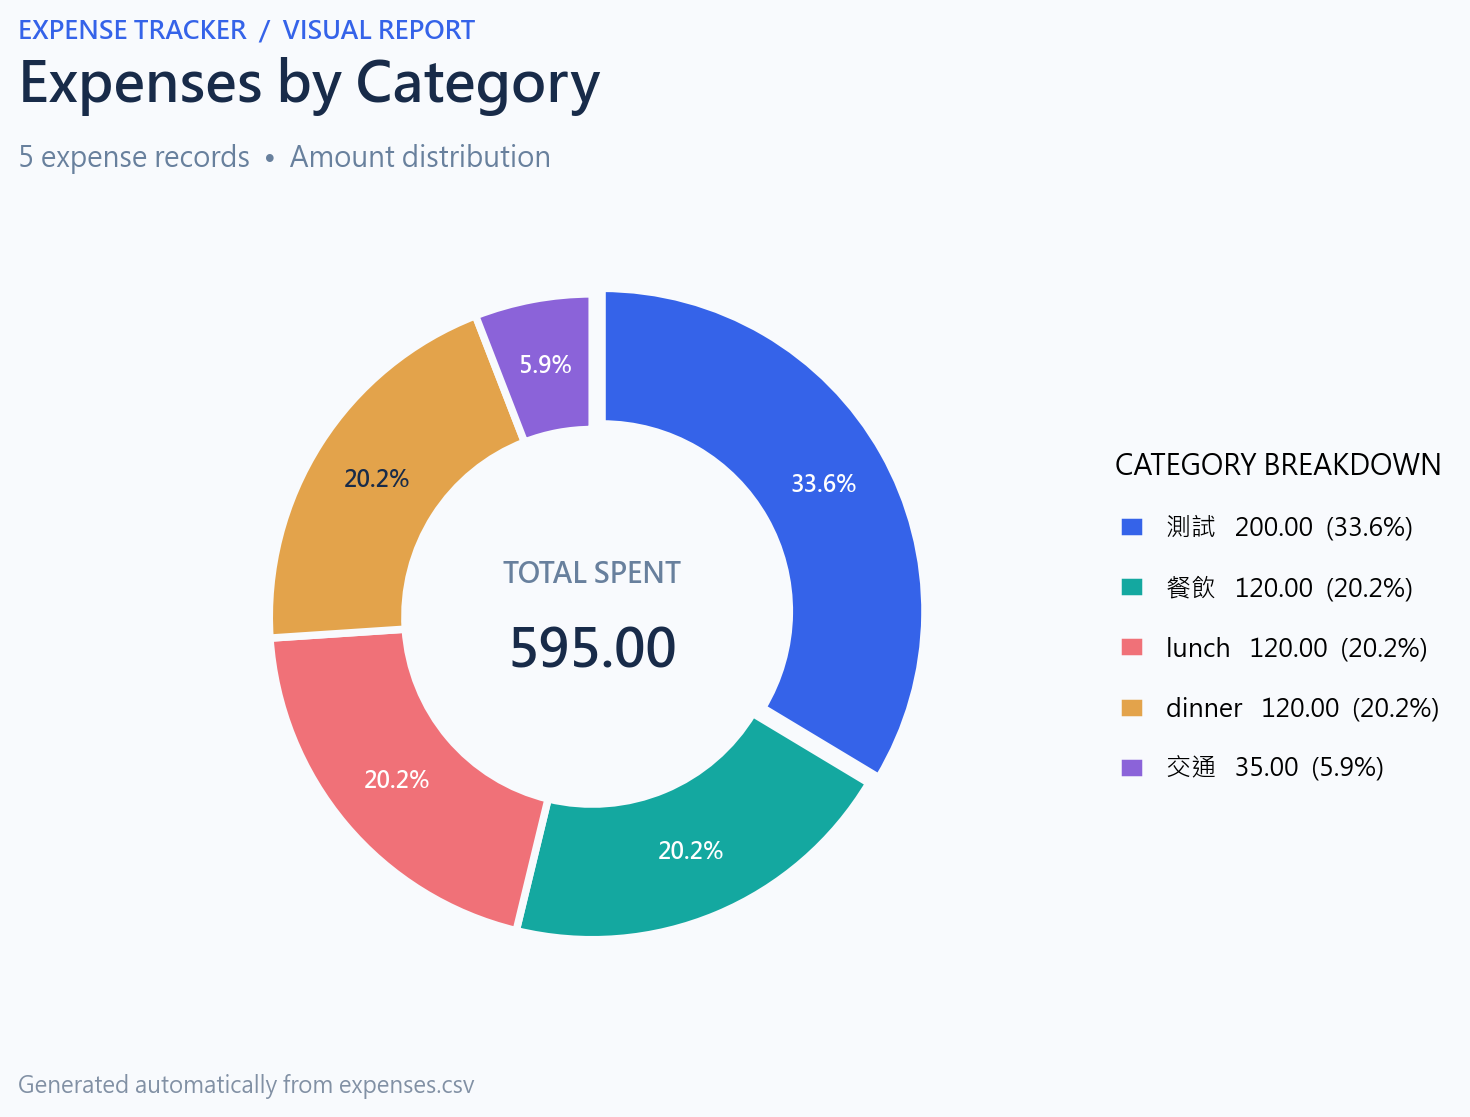 EXPENSE TRACKER / VISUAL REPORT
Expenses by Category
5 expense records • Amount distribution
5.9%
33.6%
20.2%
20.2%
20.2%
TOTAL SPENT
595.00
CATEGORY BREAKDOWN
測試 200.00 (33.6%)
餐飲 120.00 (20.2%)
lunch 120.00 (20.2%)
dinner 120.00 (20.2%)
交通 35.00 (5.9%)
Generated automatically from expenses.csv